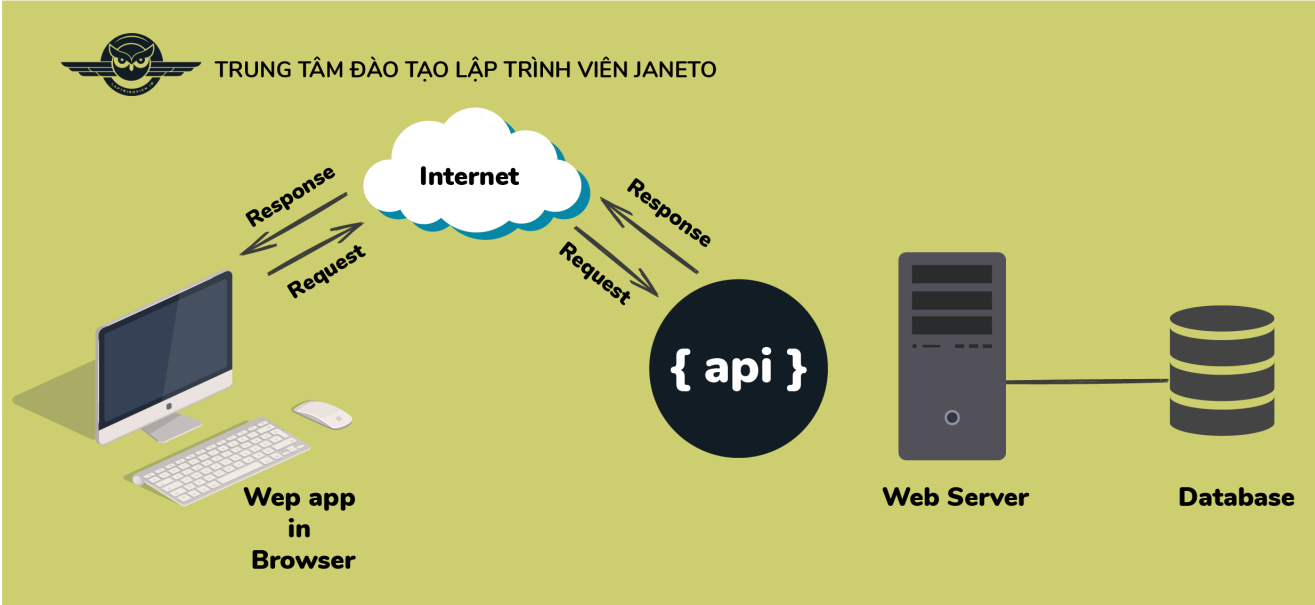 TRUNG TÂM ĐÀO TẠO LẬP TRÌNH VIÊN JANETO
Internet
Response
Request
Response
Request
{ api }
Wep app
in
Browser
Web Server
Database